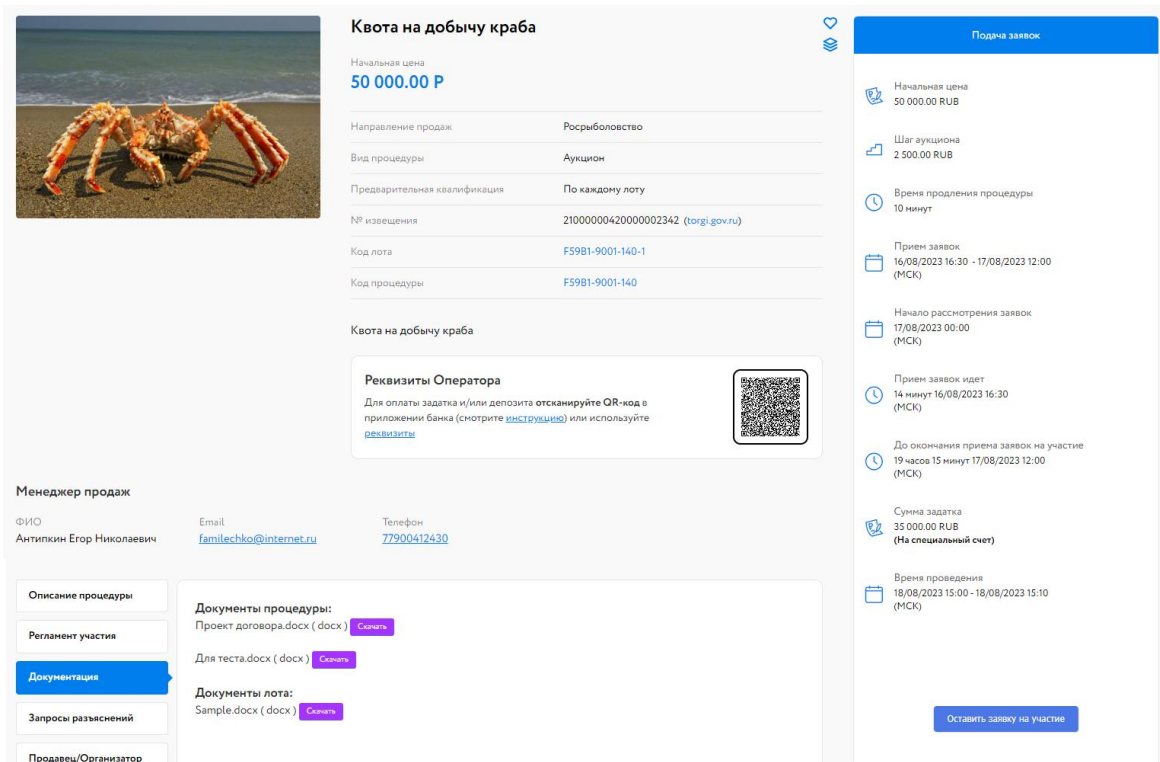 Квота на добычу краба
Начальная цена
50 000.00 Р
Направление продаж Росрыболовство
Вид процедуры Аукцион
Предварительная квалификация По каждому лоту
№ извещения 21000000420000002342 (torgi.gov.ru)
Код лота F59B1-9001-140-1
Код процедуры F59B1-9001-140
Квота на добычу краба
Реквизиты Оператора
Для оплаты задатка и/или депозита отсканируйте QR-код в
приложении банка (смотрите инструкцию) или используйте
реквизиты
Менеджер продаж
ФИО Email Телефон
Антипкин Егор Николаевич familechko@internet.ru 77900412430
Описание процедуры
Регламент участия
Документация
Запросы разъяснений
Продавец/Организатор
Документы процедуры:
Проект договора.docx ( docx ) Скачать
Для теста.docx ( docx ) Скачать
Документы лота:
Sample.docx ( docx ) Скачать
Подача заявок
Начальная цена
50 000.00 RUB
Шаг аукциона
2 500.00 RUB
Время продления процедуры
10 минут
Прием заявок
16/08/2023 16:30 - 17/08/2023 12:00
(МСК)
Начало рассмотрения заявок
17/08/2023 00:00
(МСК)
Прием заявок идет
14 минут 16/08/2023 16:30
(МСК)
До окончания приема заявок на участие
19 часов 15 минут 17/08/2023 12:00
(МСК)
Сумма задатка
35 000.00 RUB
(На специальный счет)
Время проведения
18/08/2023 15:00 - 18/08/2023 15:10
(МСК)
Оставить заявку на участие